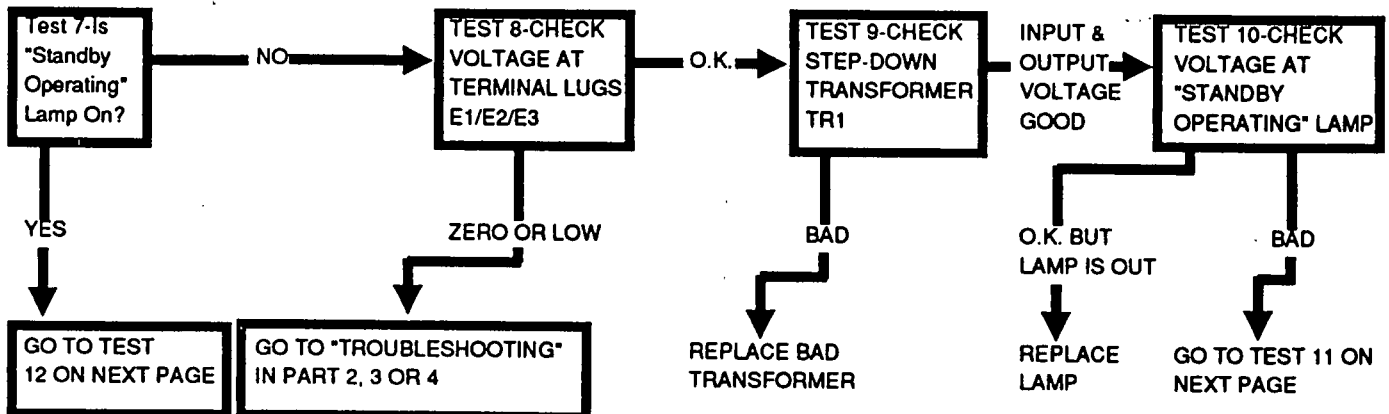 Test 7-Is
"Standby
Operating"
Lamp On?
NO
TEST 8-CHECK
VOLTAGE AT
TERMINAL LUGS
E1/E2/E3
O.K.
TEST 9-CHECK
STEP-DOWN
TRANSFORMER
TR1
INPUT &
OUTPUT
VOLTAGE
GOOD
TEST 10-CHECK
VOLTAGE AT
"STANDBY
OPERATING" LAMP
YES
ZERO OR LOW
BAD
O.K. BUT
LAMP IS OUT
BAD
GO TO TEST
12 ON NEXT PAGE
GO TO "TROUBLESHOOTING"
IN PART 2, 3 OR 4
REPLACE BAD
TRANSFORMER
REPLACE
LAMP
GO TO TEST 11 ON
NEXT PAGE